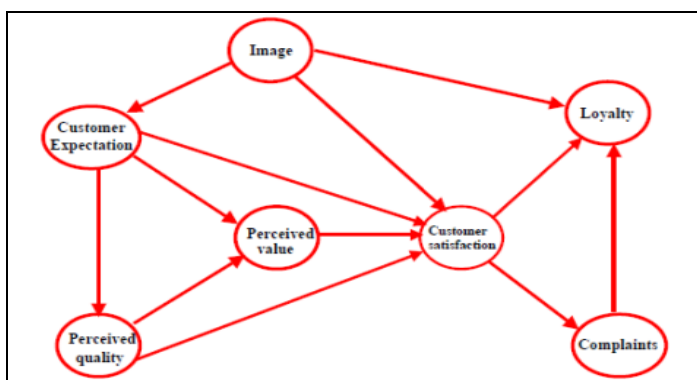 Image
Loyalty
Customer
Expectation
Perceived
value
Customer
satisfaction
Perceived
quality
Complaints